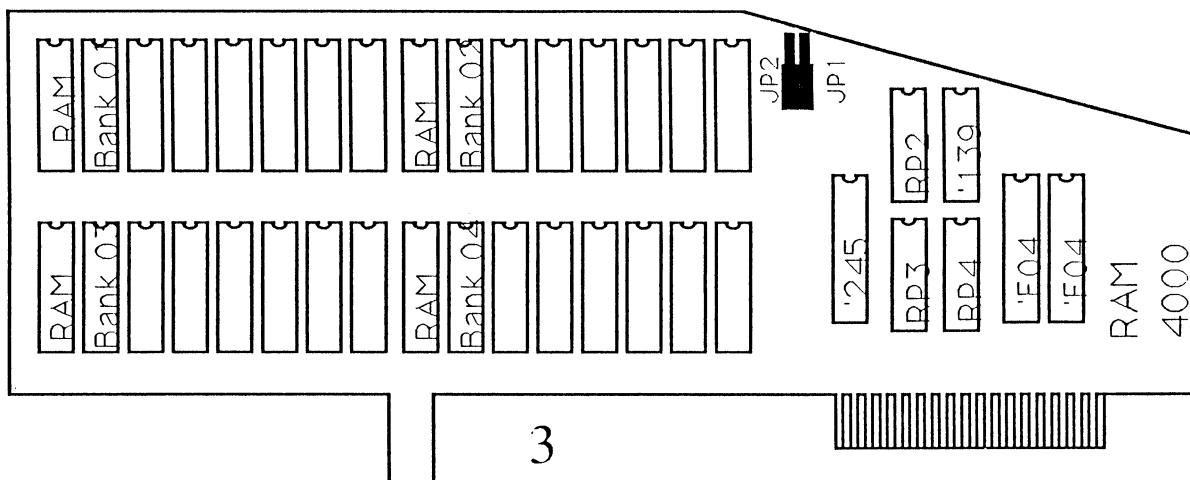 RAM
Bank 01
RAM
Bank 02
JP2
JP1
RP2
'139
RAM
Bank 03
RAM
Bank 04
'245
RP3
RP4
'F04
'F04
RAM
4000
3